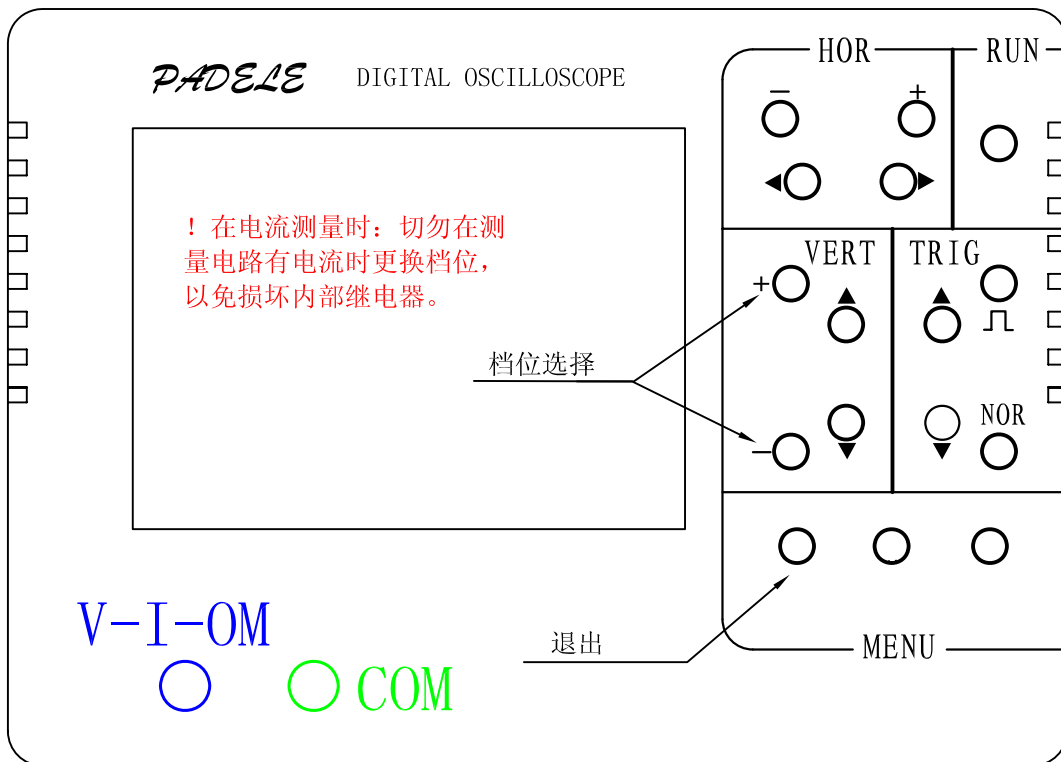 PADELE DIGITAL OSCILLOSCOPE
HOR RUN
− +
！在电流测量时：切勿在测
量电路有电流时更换档位，
以免损坏内部继电器。
VERT TRIG
+
档位选择
NOR
−
V-I-OM
COM
退出
MENU